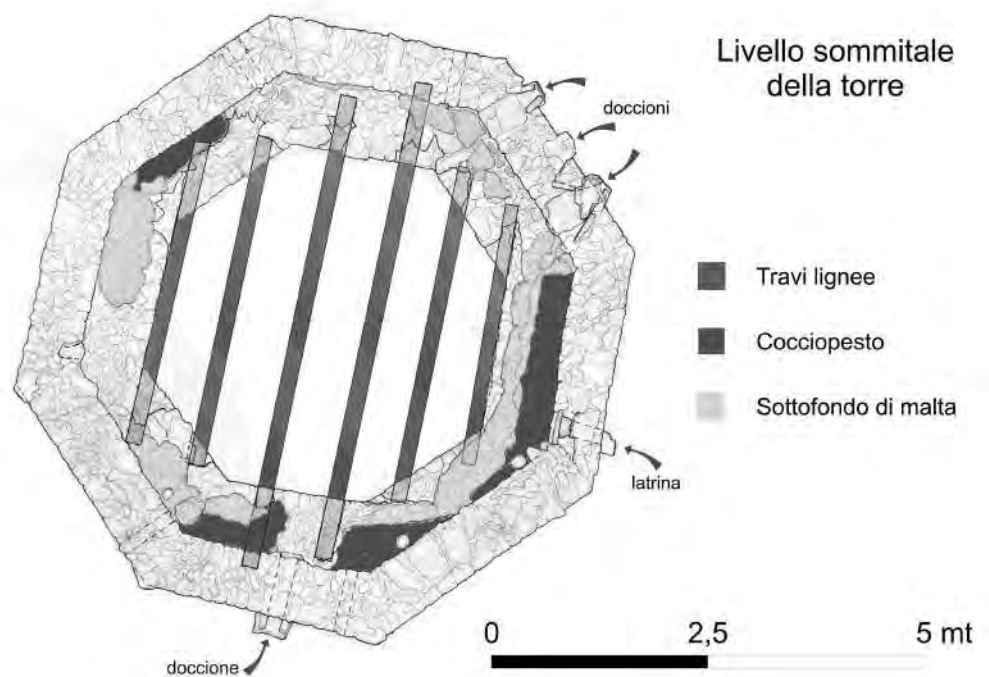 Livello sommitale
della torre
doccioni
Travi lignee
Cocciopesto
Sottofondo di malta
latrina
doccione
0 2,5 5 mt